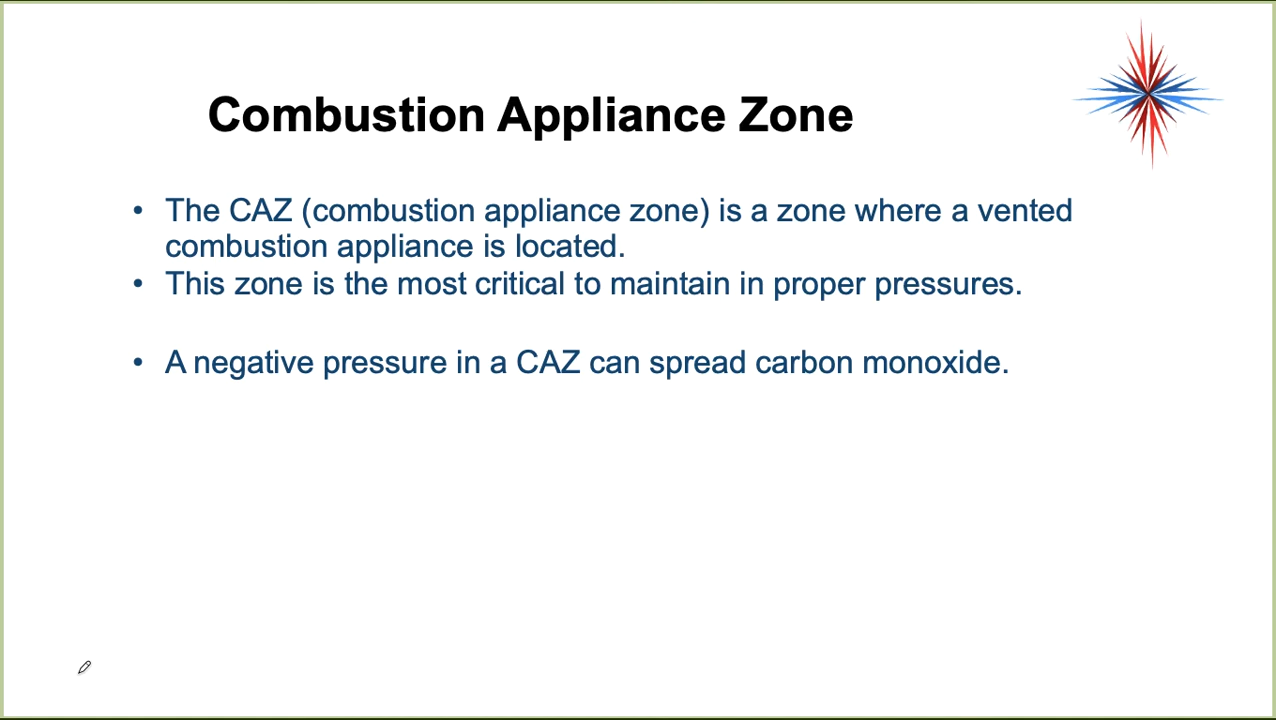 Combustion Appliance Zone
• The CAZ (combustion appliance zone) is a zone where a vented
combustion appliance is located.
• This zone is the most critical to maintain in proper pressures.
• A negative pressure in a CAZ can spread carbon monoxide.